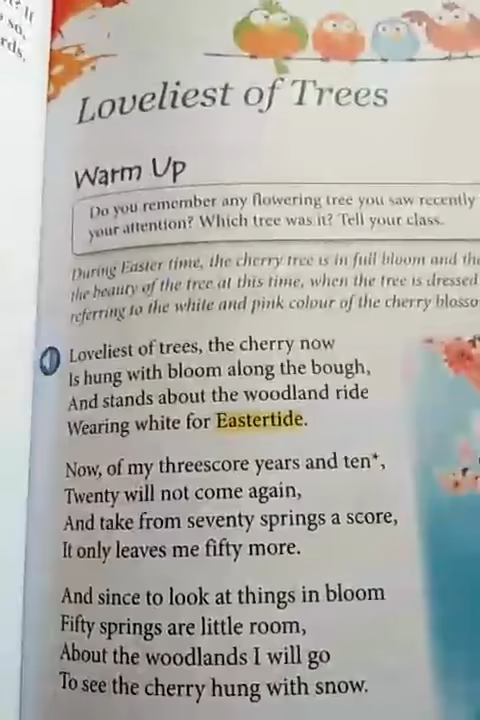 so,
rds.
Loveliest of Trees
Warm Up
Do you remember any flowering tree you saw recently
your attention? Which tree was it? Tell your class.
During Easter time, the cherry tree is in full bloom and the
the beauty of the tree at this time, when the tree is dressed
referring to the white and pink colour of the cherry
Loveliest of trees, the cherry now
Is hung with bloom along the bough,
And stands about the woodland ride
Wearing white for Eastertide.
Now, of my threescore years and ten*,
Twenty will not come again,
And take from seventy springs a score,
It only leaves me fifty more.
And since to look at things in bloom
Fifty springs are little room,
About the woodlands I will go
To see the cherry hung with snow.